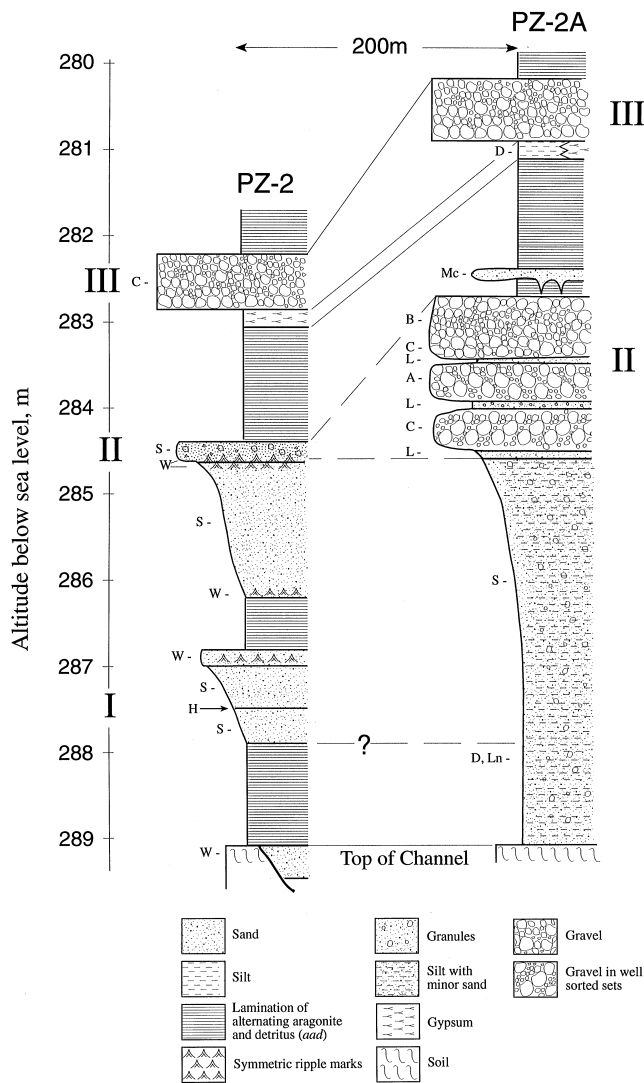 PZ-2A
200m
280
III
281
D -
PZ-2
282
Mc -
III
C -
B -
283
C -
L -
II
A -
284
L -
C -
II
S -
L -
W
285
S -
S -
286
W -
W -
287
S -
I
H
S -
288
?
D, Ln -
289
W -
Top of Channel
Altitude below sea level, m
Sand
Granules
Gravel
Silt
Silt with
minor sand
Gravel in well
sorted sets
Lamination of
alternating aragonite
and detritus (aad)
Gypsum
Symmetric ripple marks
Soil